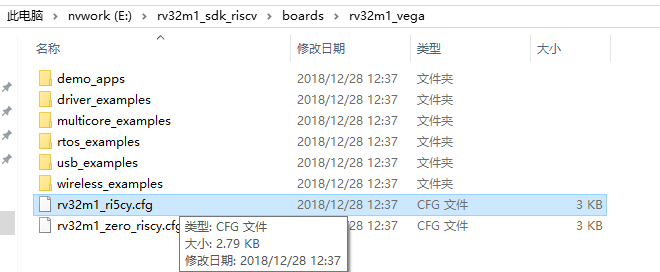 此电脑 › nvwork (E:) › rv32m1_sdk_riscv › boards › rv32m1_vega
名称 修改日期 类型 大小
demo_apps 2018/12/28 12:37 文件夹
driver_examples 2018/12/28 12:37 文件夹
multicore_examples 2018/12/28 12:37 文件夹
rtos_examples 2018/12/28 12:37 文件夹
usb_examples 2018/12/28 12:37 文件夹
wireless_examples 2018/12/28 12:37 文件夹
rv32m1_ri5cy.cfg 2018/12/28 12:37 CFG 文件 3 KB
rv32m1_zero_riscy.cfg CFG 文件 3 KB
类型: CFG 文件
大小: 2.79 KB
修改日期: 2018/12/28 12:37